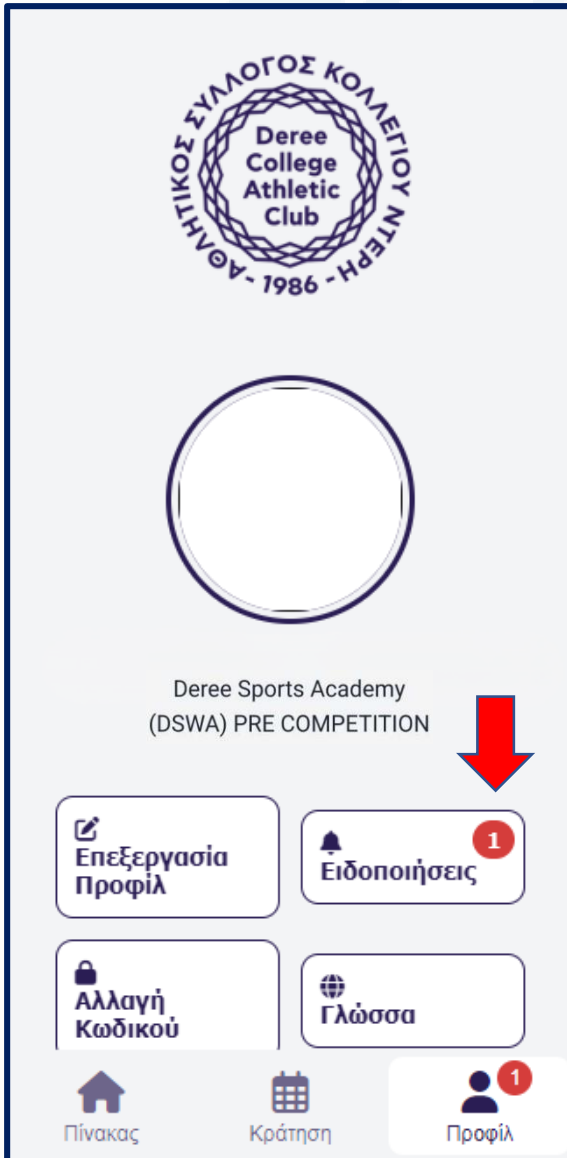 ΑΘΛΗΤΙΚΟΣ ΣΥΛΛΟΓΟΣ ΚΟΛΛΕΓΙΟΥ ΝΤΕΡΗ
- 1986 -
Deree
College
Athletic
Club
Deree Sports Academy
(DSWA) PRE COMPETITION
Επεξεργασία
Προφίλ
1
Ειδοποιήσεις
Αλλαγή
Κωδικού
Γλώσσα
Πίνακας
Κράτηση
1
Προφίλ